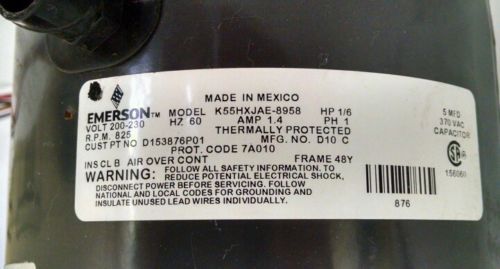 MADE IN MEXICO
EMERSON MODEL K55HXJAE-8958 HP 1/6
VOLT 200-230 HZ 60 AMP 1.4 PH 1
R.P.M. 825 THERMALLY PROTECTED
CUST PT NO D153876P01 MFG. NO. D10 C
PROT. CODE 7A010
INS CL B AIR OVER CONT FRAME 48Y
WARNING: FOLLOW ALL SAFETY INSTRUCTIONS. TO
REDUCE POTENTIAL ELECTRICAL SHOCK,
DISCONNECT BEFORE SERVICING. FOLLOW
NATIONAL AND LOCAL CODES FOR GROUNDING AND
INSULATE UNUSED LEAD WIRES INDIVIDUALLY.
5 MFD
370 VAC
CAPACITOR
876